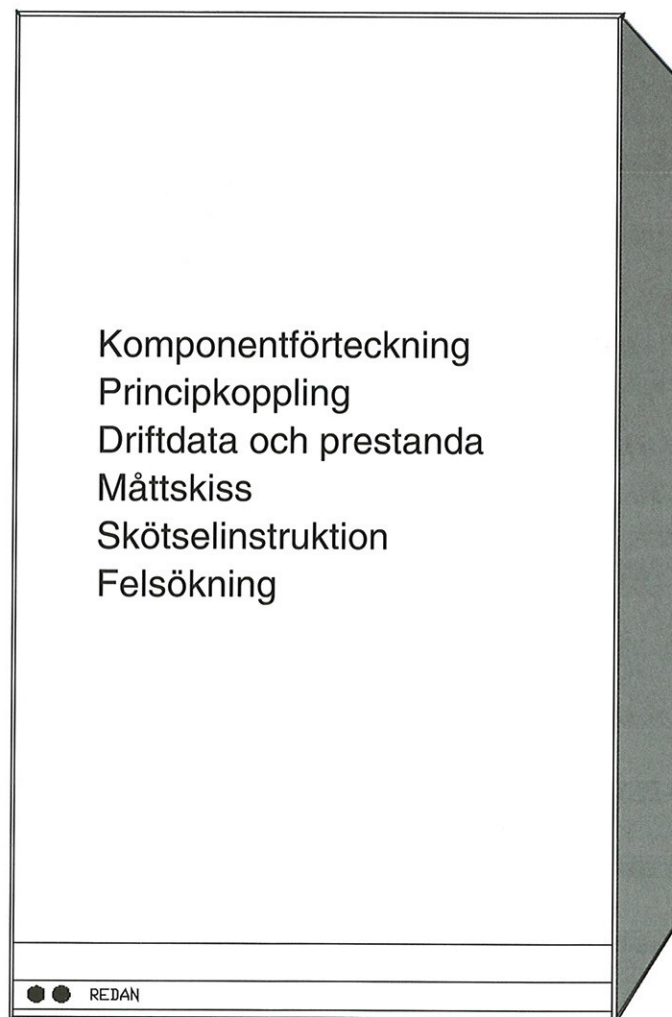 Komponentförteckning
Principkoppling
Driftdata och prestanda
Måttskiss
Skötselinstruktion
Felsökning
REDAN